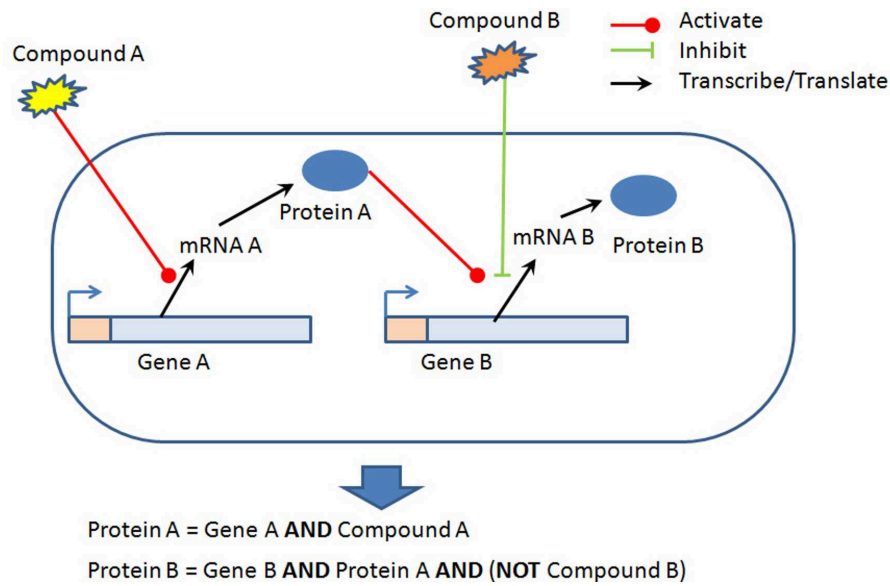 Compound A
Compound B
Activate
Inhibit
Transcribe/Translate
Protein A
mRNA A
mRNA B
Protein B
Gene A
Gene B
Protein A = Gene A AND Compound A
Protein B = Gene B AND Protein A AND (NOT Compound B)